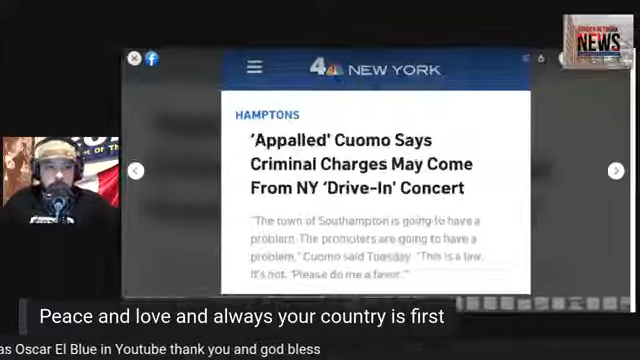 NEWS
4 NEW YORK
HAMPTONS
'Appalled' Cuomo Says
Criminal Charges May Come
From NY 'Drive-In' Concert
"The town of Southampton is going to have a
problem. The promoters are going to have a
problem," Cuomo said Tuesday. "This is a law.
It's not, 'Please do me a favor.'"
Peace and love and always your country is first
as Oscar El Blue in Youtube thank you and god bless